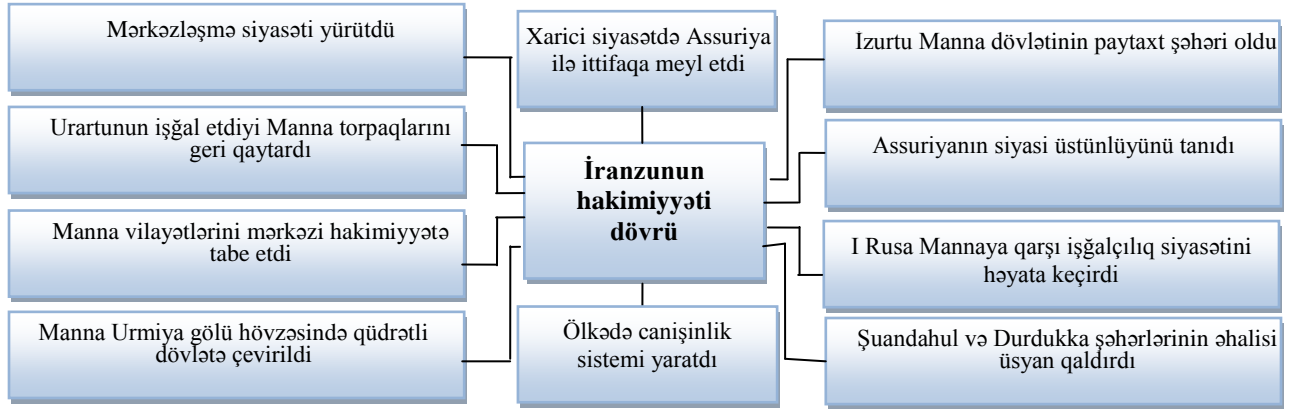 Mərkəzləşmə siyasəti yürütdü
Urartunun işğal etdiyi Manna torpaqlarını
geri qaytardı
Manna vilayətlərini mərkəzi hakimiyyətə
tabe etdi
Manna Urmiya gölü hövzəsində qüdrətli
dövlətə çevirildi
Xarici siyasətdə Assuriya
ilə ittifaqa meyl etdi
İranzunun
hakimiyyəti
dövrü
Ölkədə canişinlik
sistemi yaratdı
İzurtu Manna dövlətinin paytaxt şəhəri oldu
Assuriyanın siyasi üstünlüyünü tanıdı
I Rusa Mannaya qarşı işğalçılıq siyasətini
həyata keçirdi
Şuandahul və Durdukka şəhərlərinin əhalisi
üsyan qaldırdı